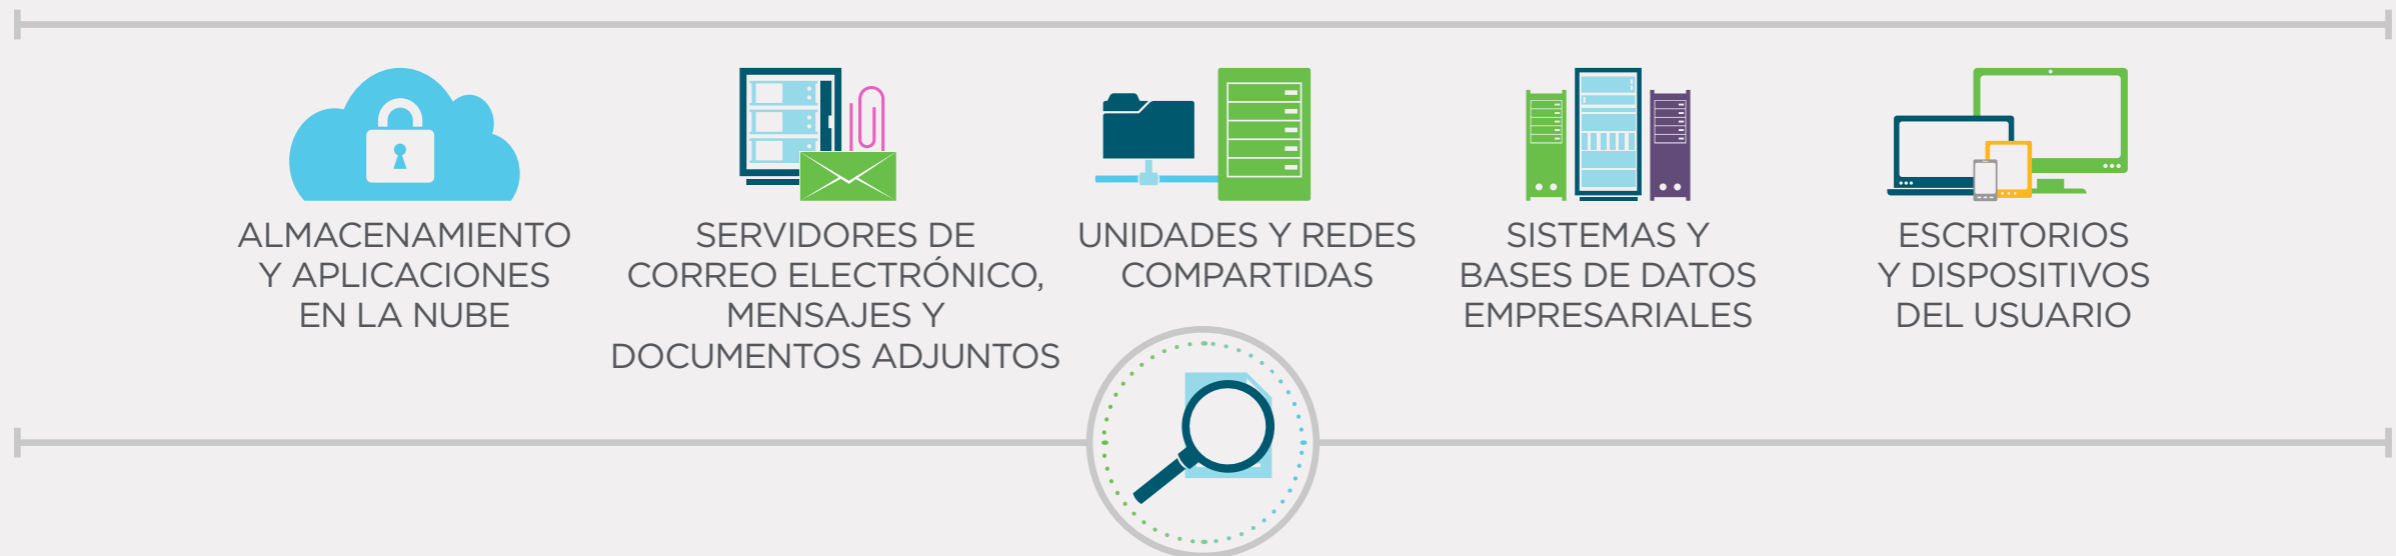 ALMACENAMIENTO
Y APLICACIONES
EN LA NUBE
SERVIDORES DE
CORREO ELECTRÓNICO,
MENSAJES Y
DOCUMENTOS ADJUNTOS
UNIDADES Y REDES
COMPARTIDAS
SISTEMAS Y
BASES DE DATOS
EMPRESARIALES
ESCRITORIOS
Y DISPOSITIVOS
DEL USUARIO